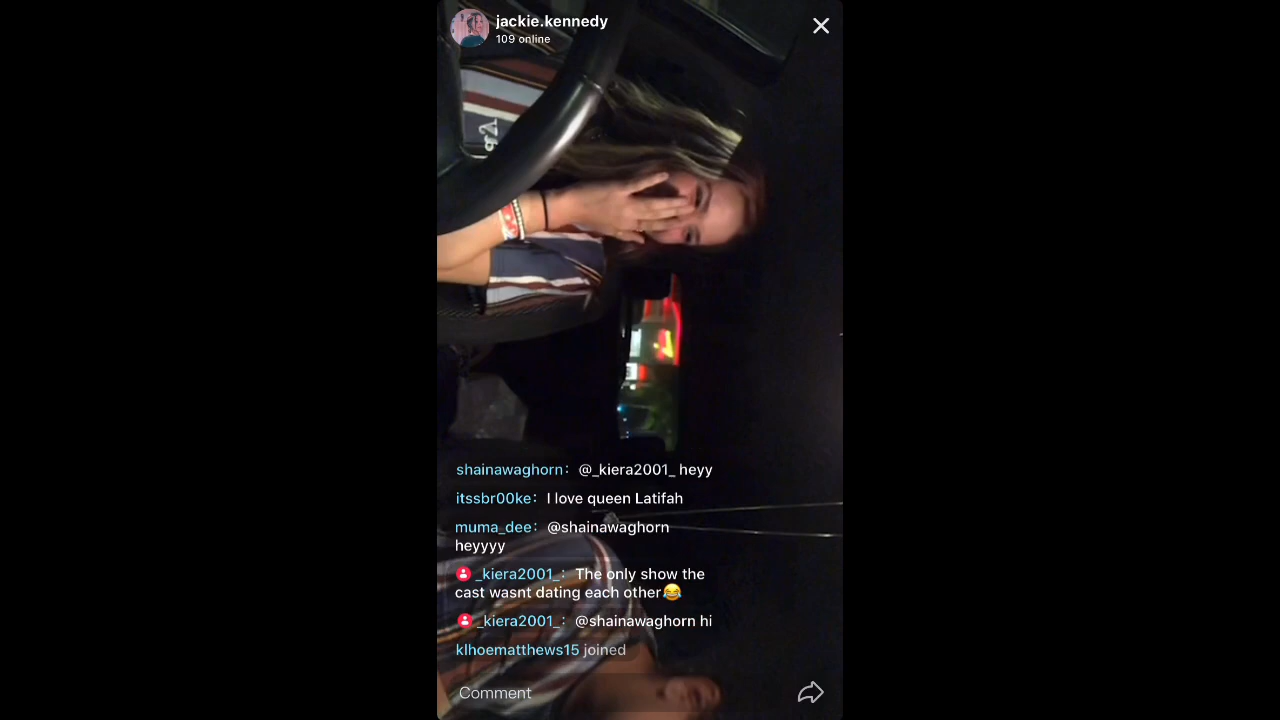 jackie.kennedy
109 online
shainawaghorn: @_kiera2001_ heyy
itssbr00ke: I love queen Latifah
muma_dee: @shainawaghorn
heyyyy
_kiera2001_: The only show the
cast wasnt dating each other😂
_kiera2001_: @shainawaghorn hi
klhoematthews15 joined
Comment